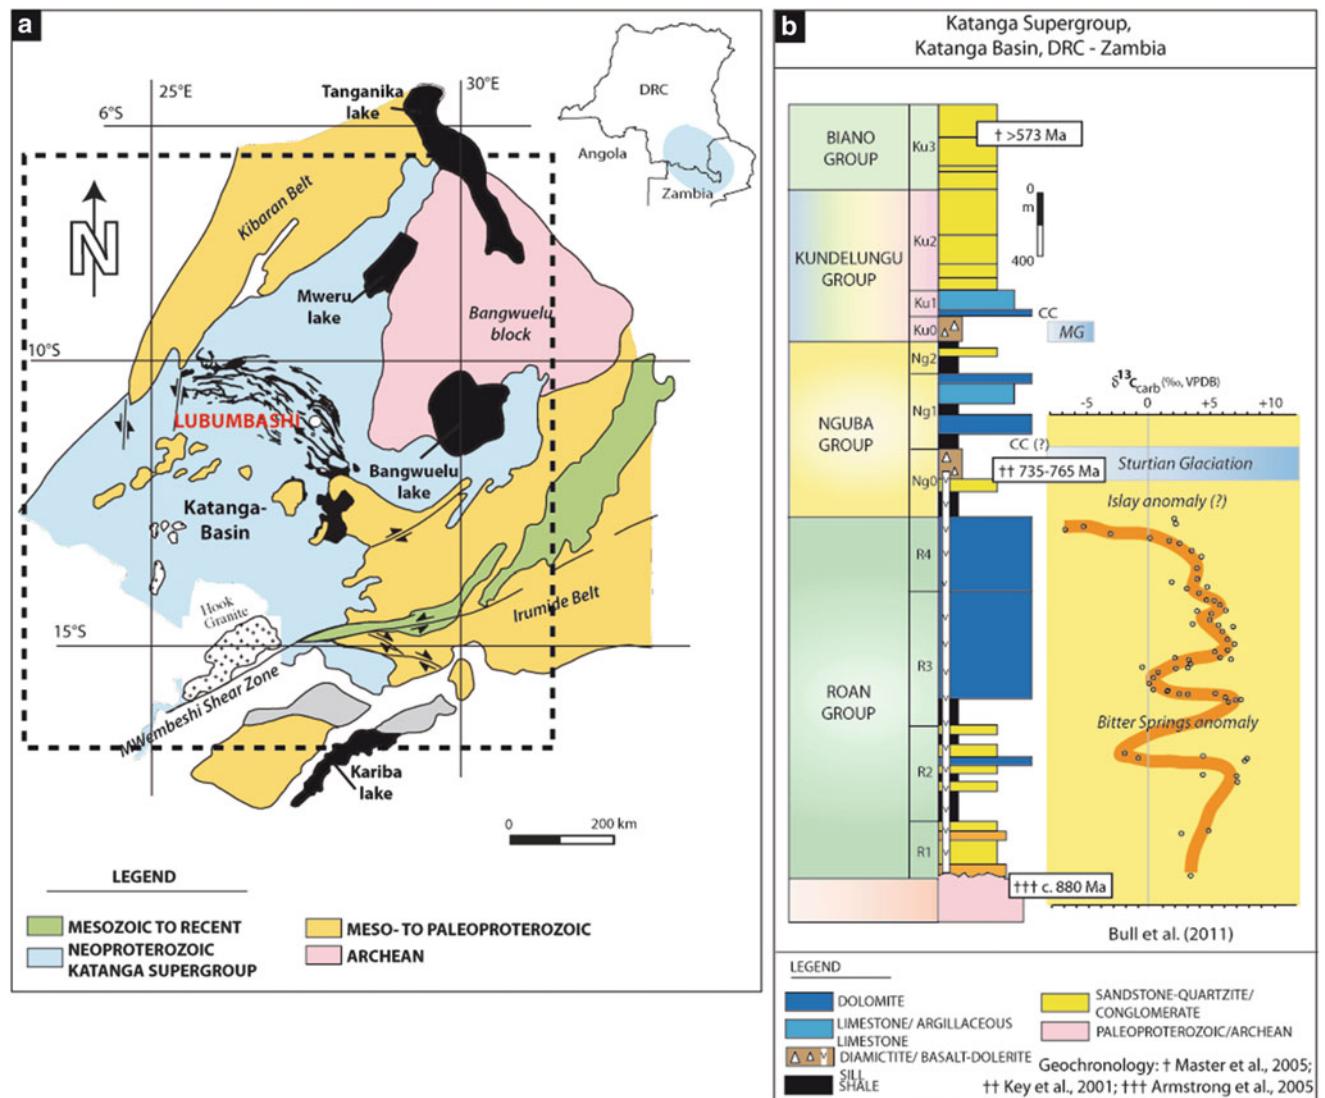 a
25°E
30°E
6°S
Tanganika
lake
DRC
Angola
Zambia
Kibaran Belt
N
Mweru
lake
Bangwuelu
block
10°S
LUBUMBASHI
Bangwuelu
lake
Katanga-
Basin
Hook
Granite
Irumide Belt
15°S
MWembeshi Shear Zone
Kariba
lake
0
200 km
LEGEND
MESOZOIC TO RECENT
NEOPROTEROZOIC
KATANGA SUPERGROUP
MESO- TO PALEOPROTEROZOIC
ARCHEAN
b
Katanga Supergroup,
Katanga Basin, DRC - Zambia
BIANO
GROUP
Ku3
† >573 Ma
0
m
400
KUNDELUNGU
GROUP
Ku2
Ku1
CC
Ku0
MG
NGUBA
GROUP
Ng2
Ng1
Ng0
δ13Ccarb (‰, VPDB)
-5 0 +5 +10
CC (?)
†† 735-765 Ma
Sturtian Glaciation
Islay anomaly (?)
ROAN
GROUP
R4
R3
R2
R1
Bitter Springs anomaly
††† c. 880 Ma
Bull et al. (2011)
LEGEND
DOLOMITE
LIMESTONE/ ARGILLACEOUS
LIMESTONE
DIAMICTITE/ BASALT-DOLERITE
SILL
SHALE
SANDSTONE-QUARTZITE/
CONGLOMERATE
PALEOPROTEROZOIC/ARCHEAN
Geochronology: † Master et al., 2005;
†† Key et al., 2001; ††† Armstrong et al., 2005